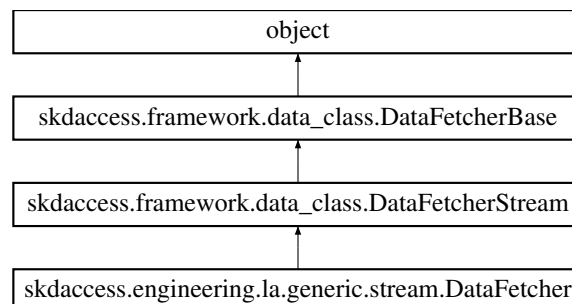 object
skdaccess.framework.data_class.DataFetcherBase
skdaccess.framework.data_class.DataFetcherStream
skdaccess.engineering.la.generic.stream.DataFetcher